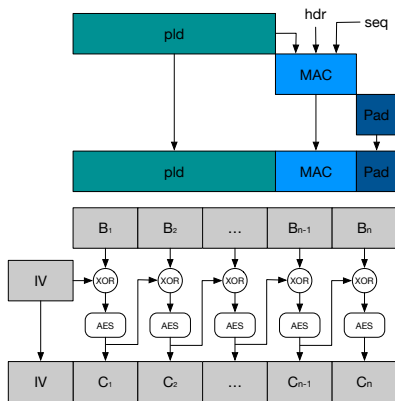 hdr
pld seq
MAC
Pad
pld MAC Pad
B1 B2 ... Bn-1 Bn
IV XOR XOR XOR XOR XOR
AES AES AES AES AES
IV C1 C2 ... Cn-1 Cn